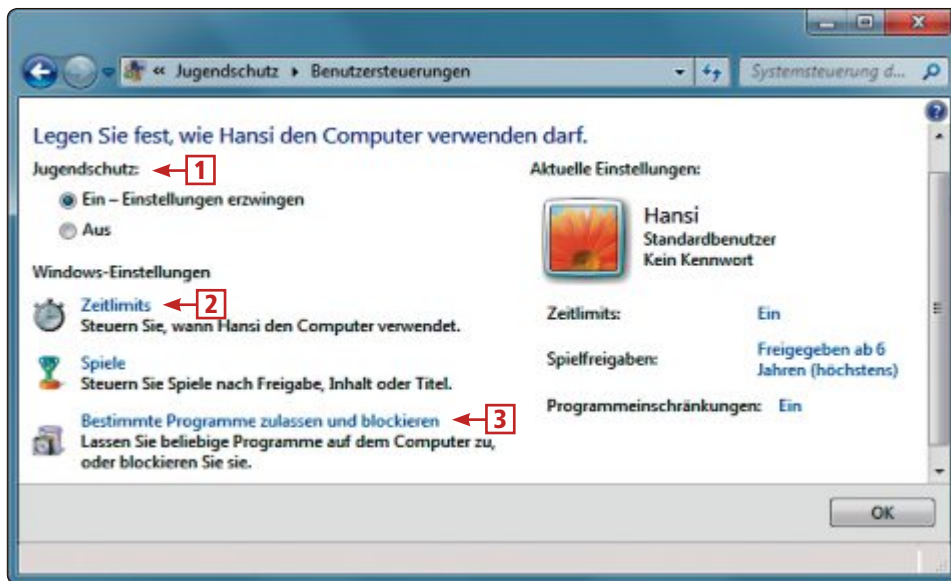 « Jugendschutz ▸ Benutzersteuerungen
Systemsteuerung d...
Legen Sie fest, wie Hansi den Computer verwenden darf.
Jugendschutz:
1
Ein – Einstellungen erzwingen
Aus
Windows-Einstellungen
Zeitlimits
2
Steuern Sie, wann Hansi den Computer verwendet.
Spiele
Steuern Sie Spiele nach Freigabe, Inhalt oder Titel.
Bestimmte Programme zulassen und blockieren
3
Lassen Sie beliebige Programme auf dem Computer zu,
oder blockieren Sie sie.
Aktuelle Einstellungen:
Hansi
Standardbenutzer
Kein Kennwort
Zeitlimits: Ein
Spielfreigaben: Freigegeben ab 6
Jahren (höchstens)
Programmeinschränkungen: Ein
OK